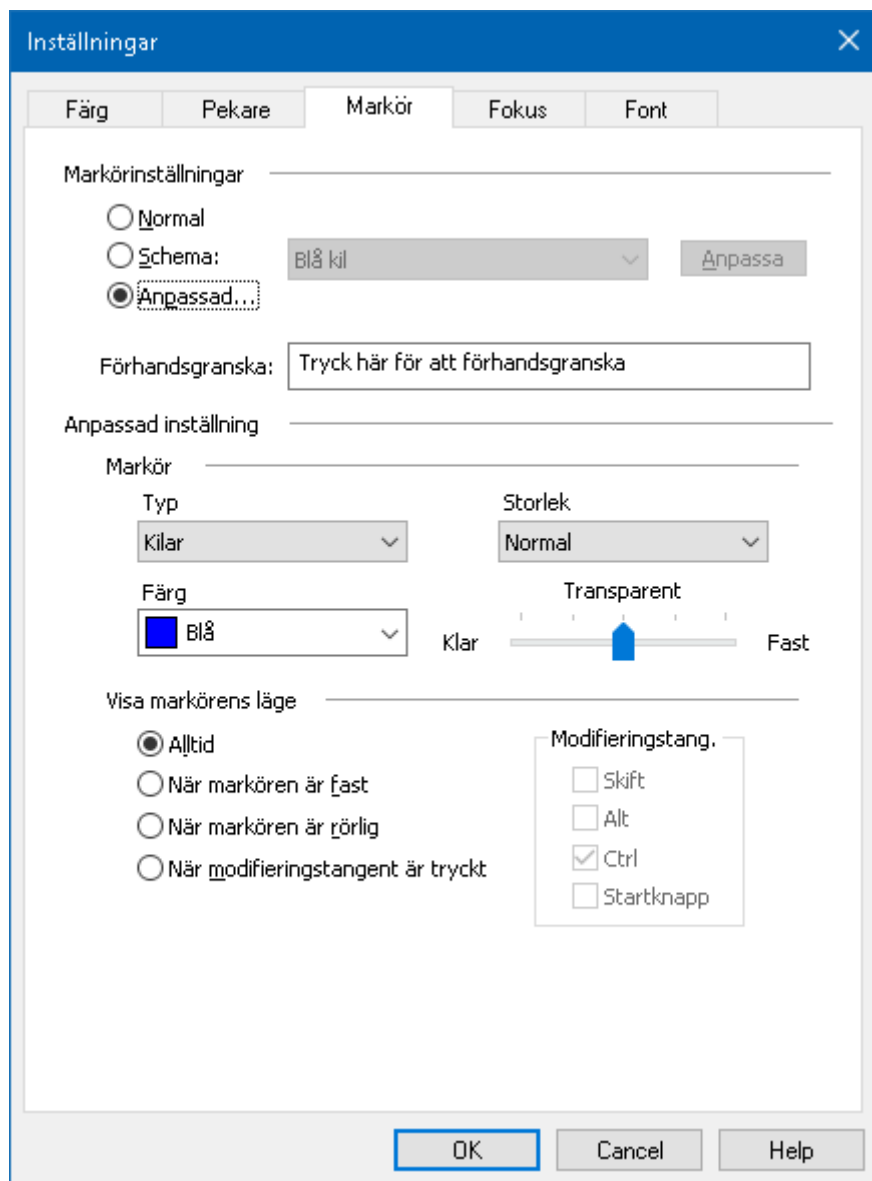 Inställningar
Färg Pekare Markör Fokus Font
Markörinställningar
Normal
Schema: Blå kil Anpassa
Anpassad...
Förhandsgranska: Tryck här för att förhandsgranska
Anpassad inställning
Markör
Typ Storlek
Kilar Normal
Färg Transparent
Blå Klar Fast
Visa markörens läge
Alltid Modifieringstang.
När markören är fast Skift
När markören är rörlig Alt
När modifieringstangent är tryckt Ctrl
Startknapp
OK Cancel Help